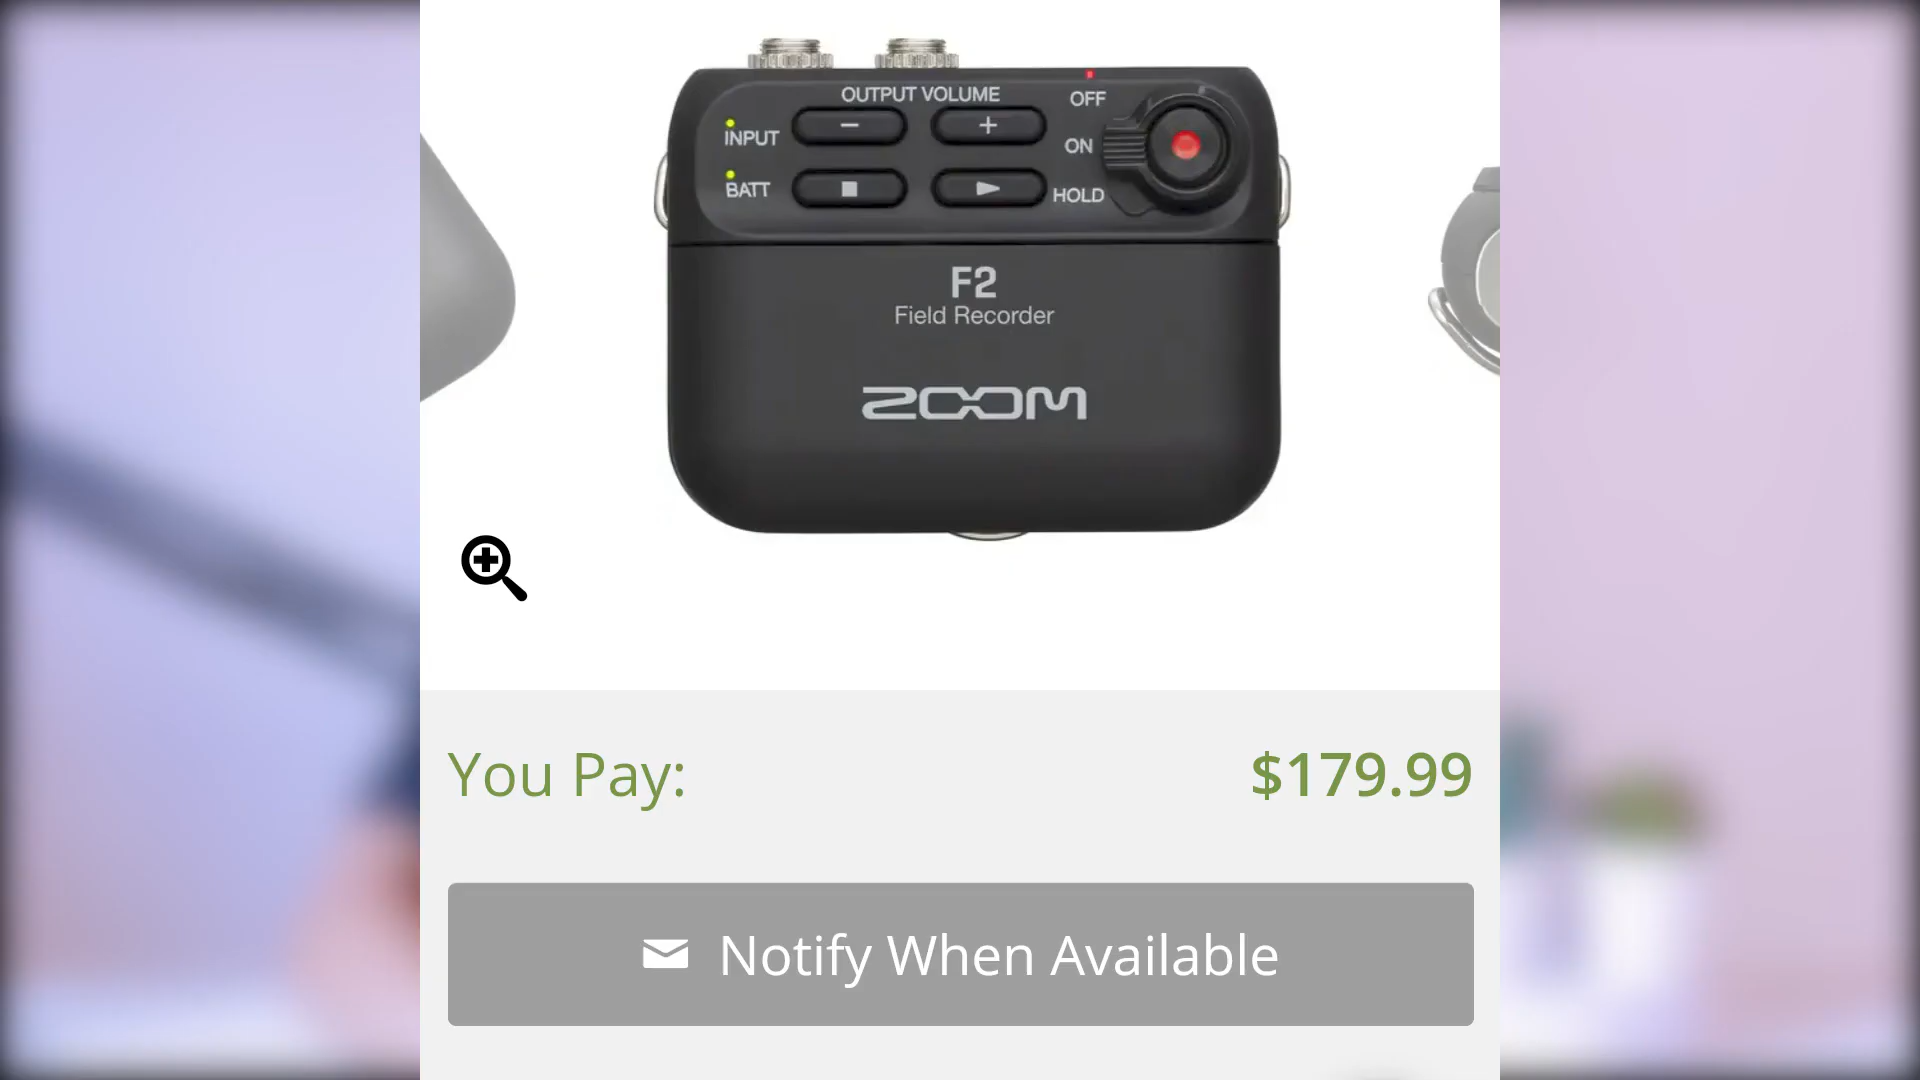 OUTPUT VOLUME
OFF
INPUT
− +
ON
BATT
HOLD
F2
Field Recorder
ZOOM
You Pay: $179.99
Notify When Available